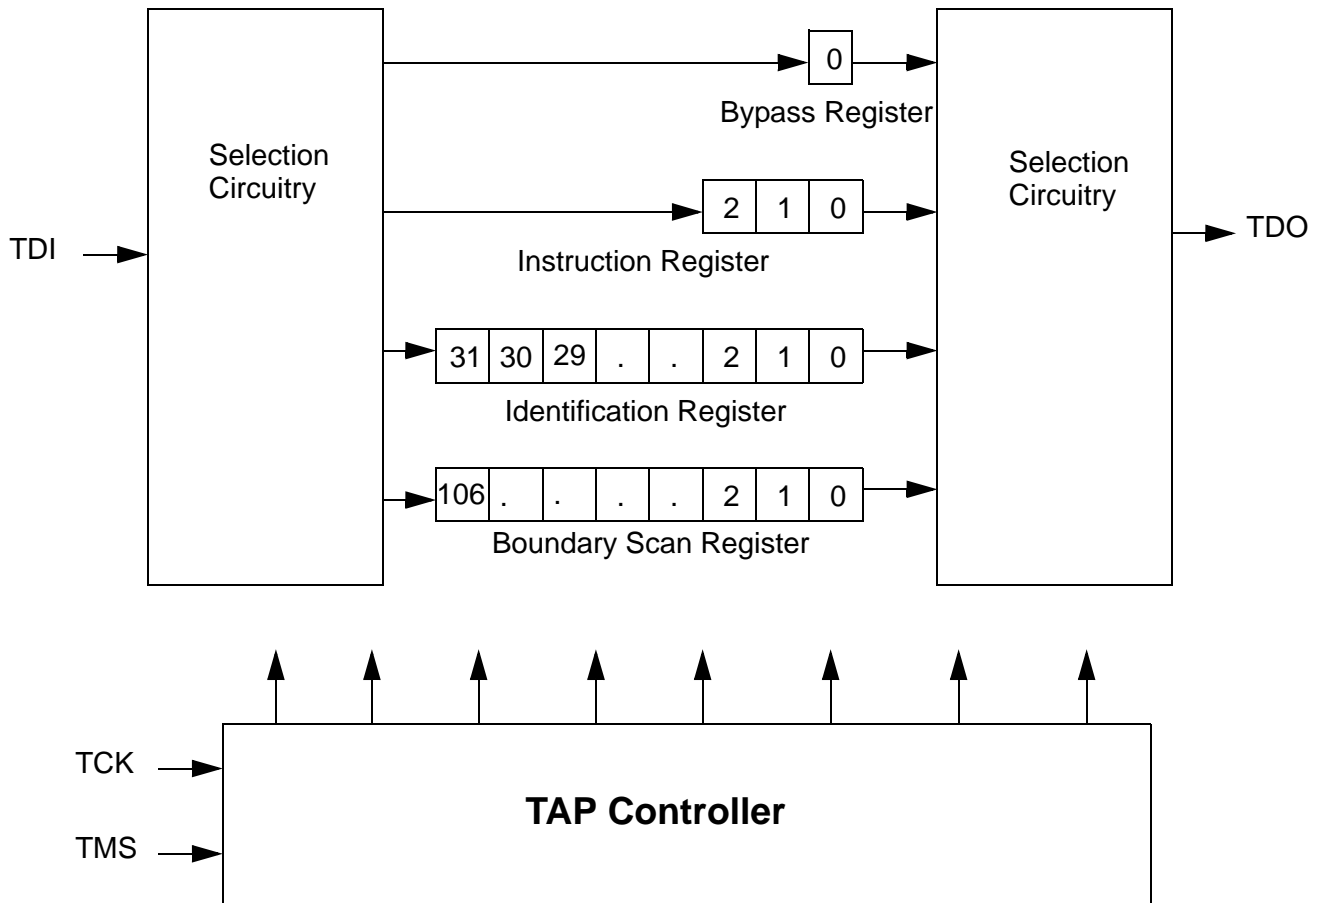 0
Bypass Register
Selection
Circuitry
Selection
Circuitry
2 1 0
TDI
TDO
Instruction Register
31 30 29 . . 2 1 0
Identification Register
106 . . . . 2 1 0
Boundary Scan Register
TCK
TAP Controller
TMS